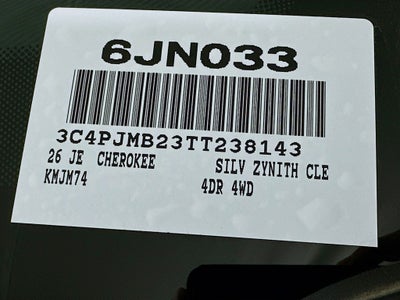 6JN033
3C4PJMB23TT238143
26 JE CHEROKEE SILV ZYNITH CLE
KMJM74 4DR 4WD